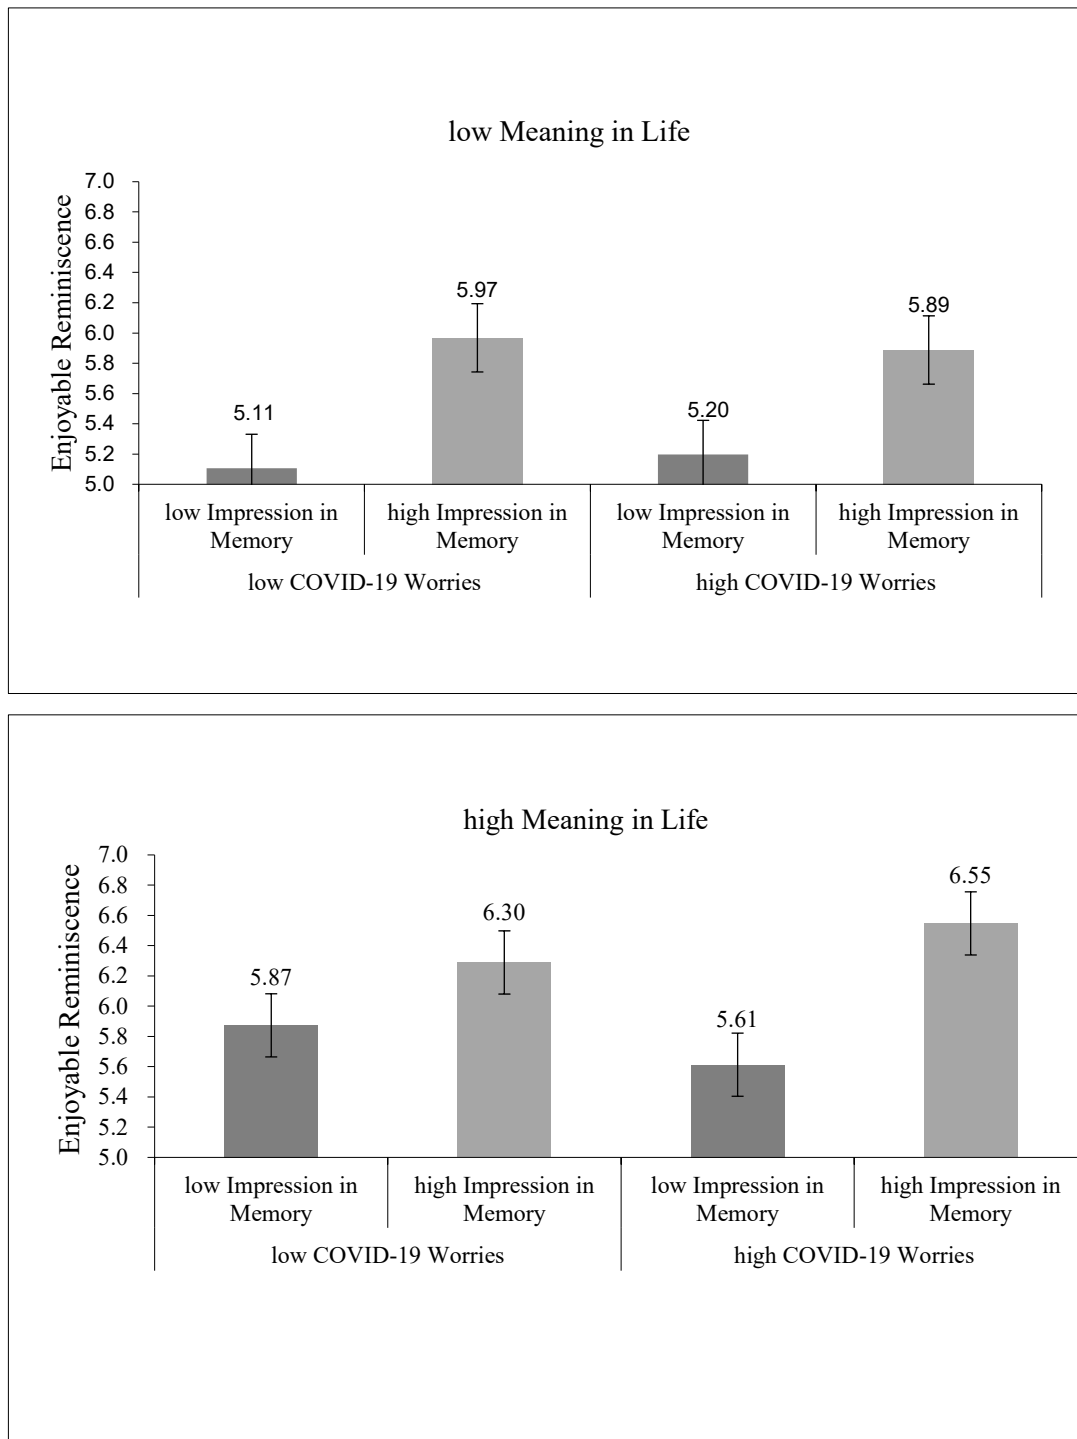 low Meaning in Life
Enjoyable Reminiscence
7.0
6.8
6.6
6.4
6.2
6.0
5.8
5.6
5.4
5.2
5.0
5.11
5.97
5.20
5.89
low Impression in
Memory
high Impression in
Memory
low Impression in
Memory
high Impression in
Memory
low COVID-19 Worries
high COVID-19 Worries
high Meaning in Life
Enjoyable Reminiscence
7.0
6.8
6.6
6.4
6.2
6.0
5.8
5.6
5.4
5.2
5.0
5.87
6.30
5.61
6.55
low Impression in
Memory
high Impression in
Memory
low Impression in
Memory
high Impression in
Memory
low COVID-19 Worries
high COVID-19 Worries